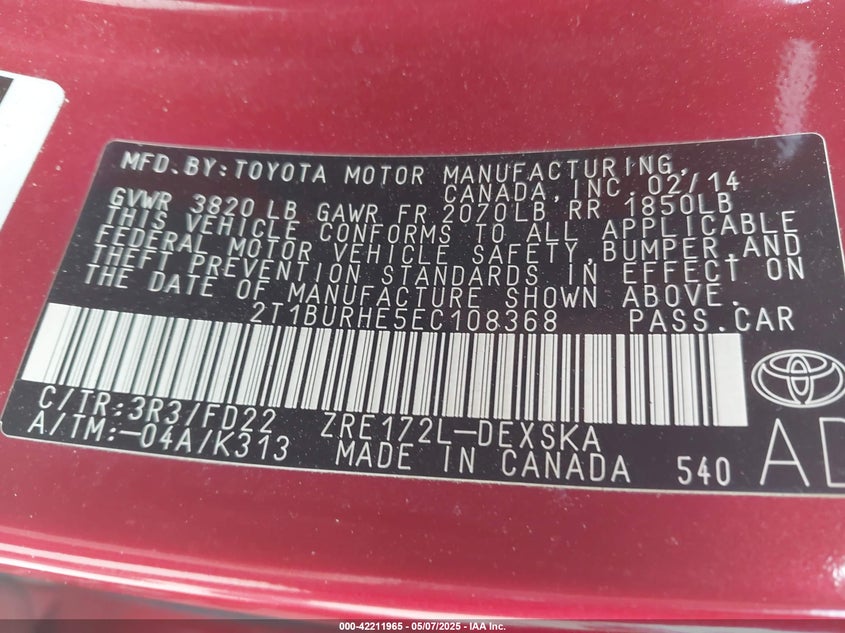 MFD.BY:TOYOTA MOTOR MANUFACTURING,
CANADA, INC. 02/14
GVWR 3820 LB GAWR FR 2070LB RR 1850LB
THIS VEHICLE CONFORMS TO ALL APPLICABLE
FEDERAL MOTOR VEHICLE SAFETY,BUMPER,AND
THEFT PREVENTION STANDARDS IN EFFECT ON
THE DATE OF MANUFACTURE SHOWN ABOVE.
2T1BURHE5EC108368 PASS.CAR
C/TR:3R3/FD22 ZRE172L-DEXSKA
A/TM:-04A/K313 MADE IN CANADA 540 AD
000-42211965 - 05/07/2025 - IAA Inc.